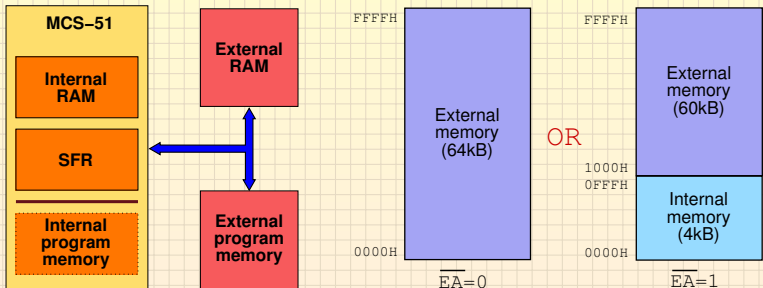 MCS–51
Internal
RAM
SFR
Internal
program
memory
External
RAM
External
program
memory
FFFFH
External
memory
(64kB)
0000H
EA=0
OR
FFFFH
External
memory
(60kB)
1000H
0FFFH
Internal
memory
(4kB)
0000H
EA=1